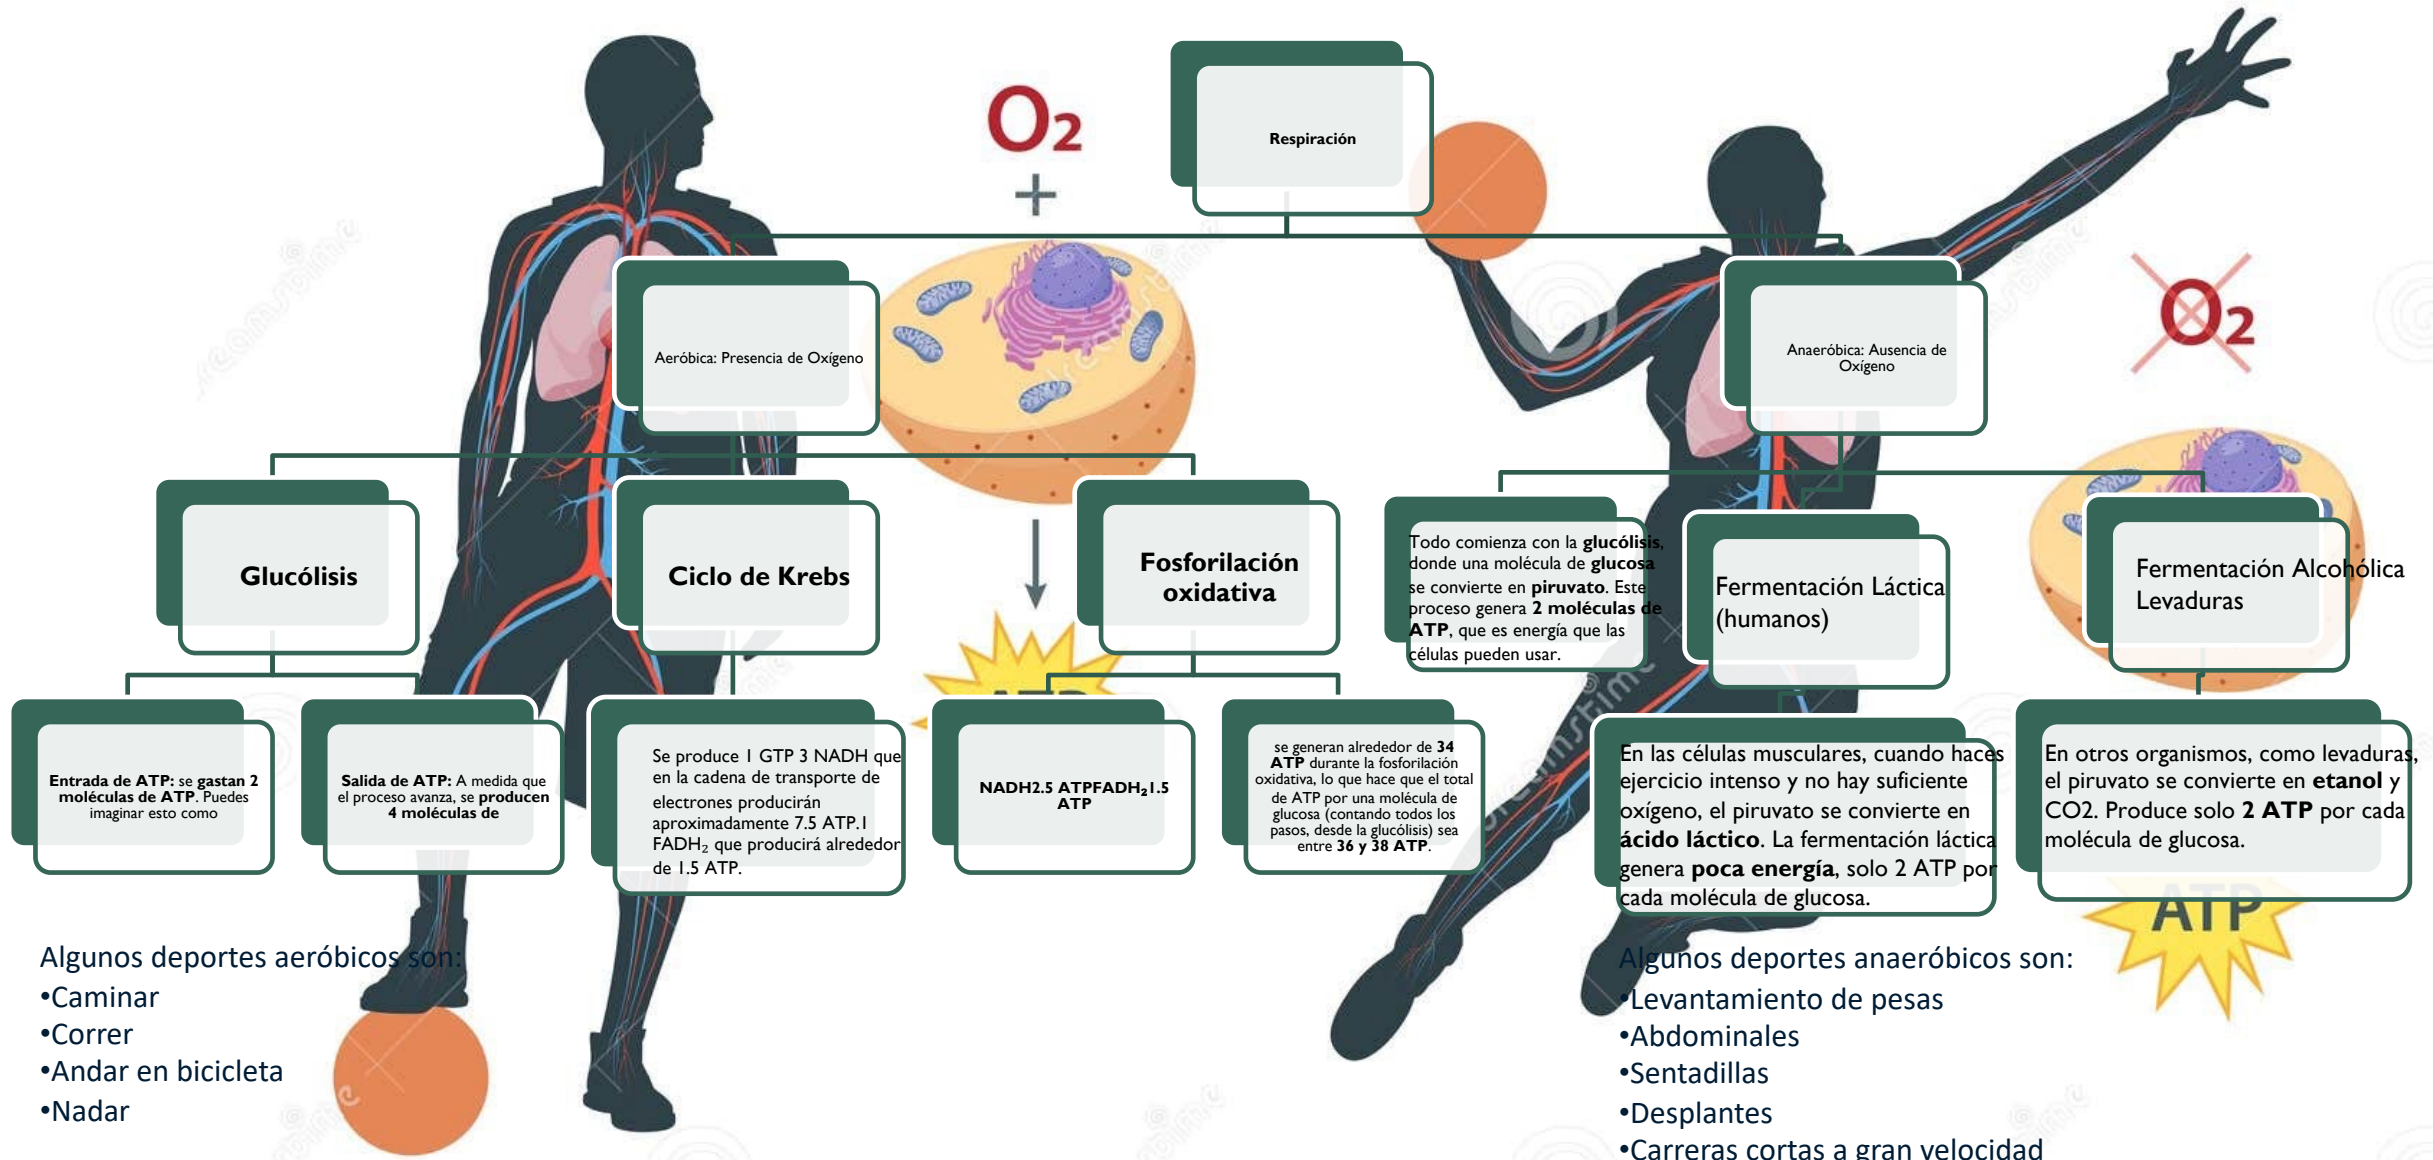 O2
+
Respiración
O2
Aeróbica: Presencia de Oxígeno
Anaeróbica: Ausencia de
Oxígeno
Glucólisis
Ciclo de Krebs
Fosforilación
oxidativa
Todo comienza con la glucólisis,
donde una molécula de glucosa
se convierte en piruvato. Este
proceso genera 2 moléculas de
ATP, que es energía que las
células pueden usar.
Fermentación Láctica
(humanos)
Fermentación Alcohólica
Levaduras
Entrada de ATP: se gastan 2
moléculas de ATP. Puedes
imaginar esto como
Salida de ATP: A medida que
el proceso avanza, se producen
4 moléculas de
Se produce 1 GTP 3 NADH que
en la cadena de transporte de
electrones producirán
aproximadamente 7.5 ATP.1
FADH₂ que producirá alrededor
de 1.5 ATP.
NADH2.5 ATPFADH₂1.5
ATP
se generan alrededor de 34
ATP durante la fosforilación
oxidativa, lo que hace que el total
de ATP por una molécula de
glucosa (contando todos los
pasos, desde la glucólisis) sea
entre 36 y 38 ATP.
En las células musculares, cuando haces
ejercicio intenso y no hay suficiente
oxígeno, el piruvato se convierte en
ácido láctico. La fermentación láctica
genera poca energía, solo 2 ATP por
cada molécula de glucosa.
En otros organismos, como levaduras,
el piruvato se convierte en etanol y
CO2. Produce solo 2 ATP por cada
molécula de glucosa.
ATP
Algunos deportes aeróbicos son:
•Caminar
•Correr
•Andar en bicicleta
•Nadar
Algunos deportes anaeróbicos son:
•Levantamiento de pesas
•Abdominales
•Sentadillas
•Desplantes
•Carreras cortas a gran velocidad